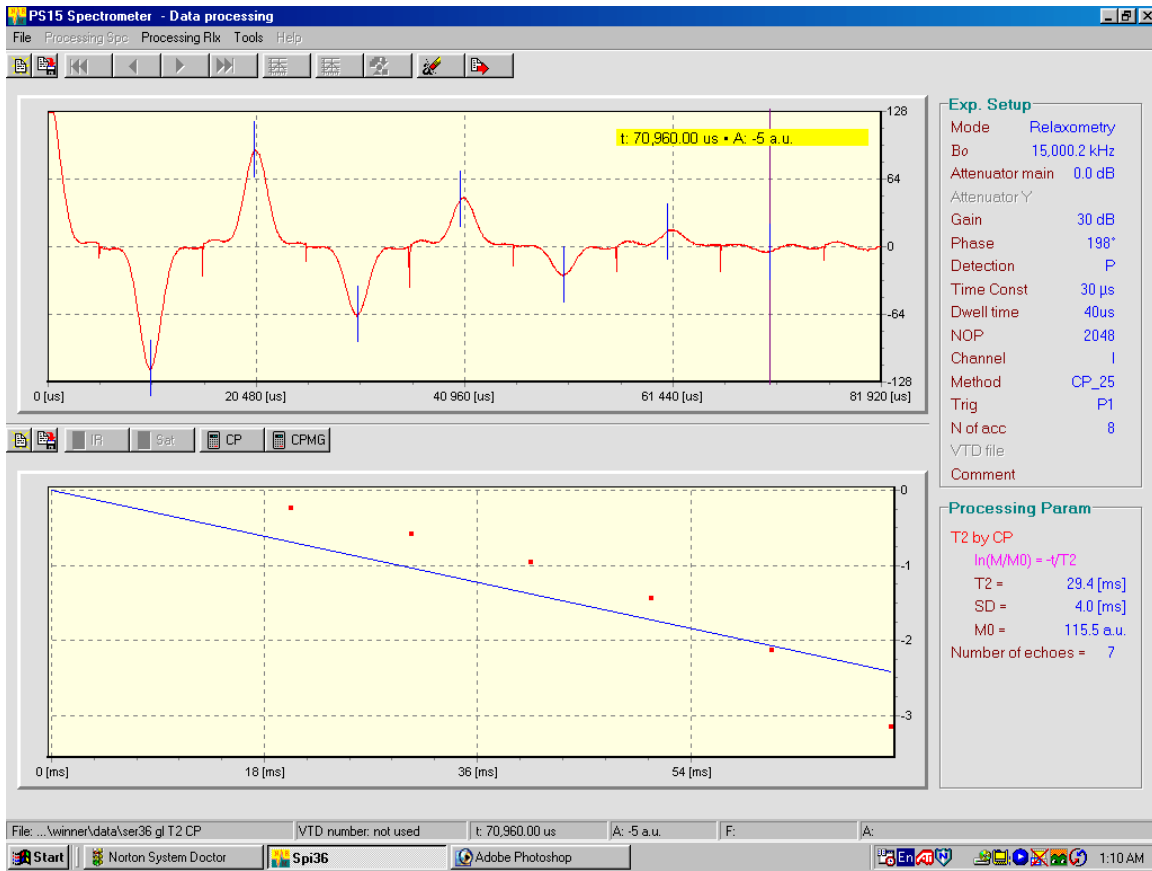 PS15 Spectrometer - Data processing
File Processing Spc Processing Rlx Tools Help
t: 70,960.00 us ▪ A: -5 a.u.
128
64
0
-64
-128
0 [us] 20 480 [us] 40 960 [us] 61 440 [us] 81 920 [us]
Exp. Setup
Mode Relaxometry
Bo 15,000.2 kHz
Attenuator main 0.0 dB
Attenuator Y
Gain 30 dB
Phase 198°
Detection P
Time Const 30 µs
Dwell time 40us
NOP 2048
Channel I
Method CP_25
Trig P1
N of acc 8
VTD file
Comment
IR Sat CP CPMG
0
-1
-2
-3
0 [ms] 18 [ms] 36 [ms] 54 [ms]
Processing Param
T2 by CP
ln(M/M0) = -t/T2
T2 = 29.4 [ms]
SD = 4.0 [ms]
M0 = 115.5 a.u.
Number of echoes = 7
File: ...\winner\data\ser36 gl T2 CP VTD number: not used t: 70,960.00 us A: -5 a.u. F: A:
Start Norton System Doctor Spi36 Adobe Photoshop En 1:10 AM